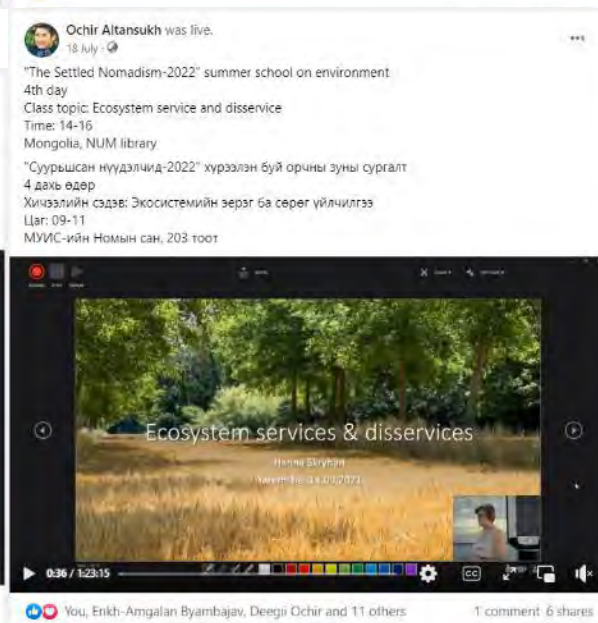 Ochir Altansukh was live.
18 July ·
"The Settled Nomadism-2022" summer school on environment
4th day
Class topic: Ecosystem service and disservice
Time: 14-16
Mongolia, NUM library
"Суурьшсан нүүдэлчид-2022" хүрээлэн буй орчны зуны сургалт
4 дахь өдөр
Хичээлийн сэдэв: Экосистемийн эерэг ба сөрөг үйлчилгээ
Цаг: 09-11
МУИС-ийн Номын сан, 203 тоот
Ecosystem services & disservices
0:36 / 1:23:15
CC
You, Enkh-Amgalan Byambajav, Deegii Ochir and 11 others
1 comment 6 shares